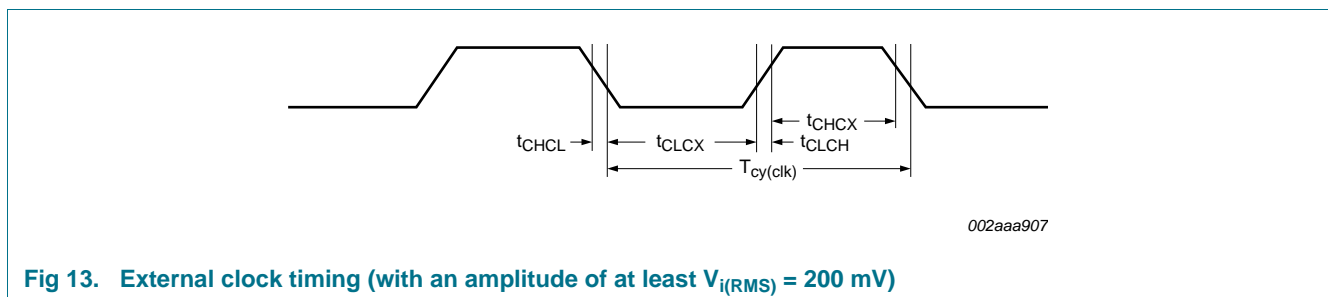 tCHCX
tCHCL
tCLCX
tCLCH
Tcy(clk)
002aaa907
Fig 13. External clock timing (with an amplitude of at least Vi(RMS) = 200 mV)